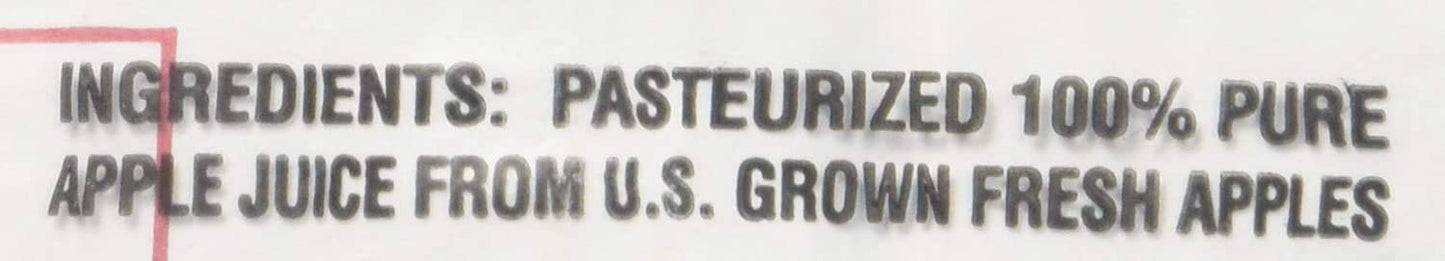 INGREDIENTS: PASTEURIZED 100% PURE
APPLE JUICE FROM U.S. GROWN FRESH APPLES